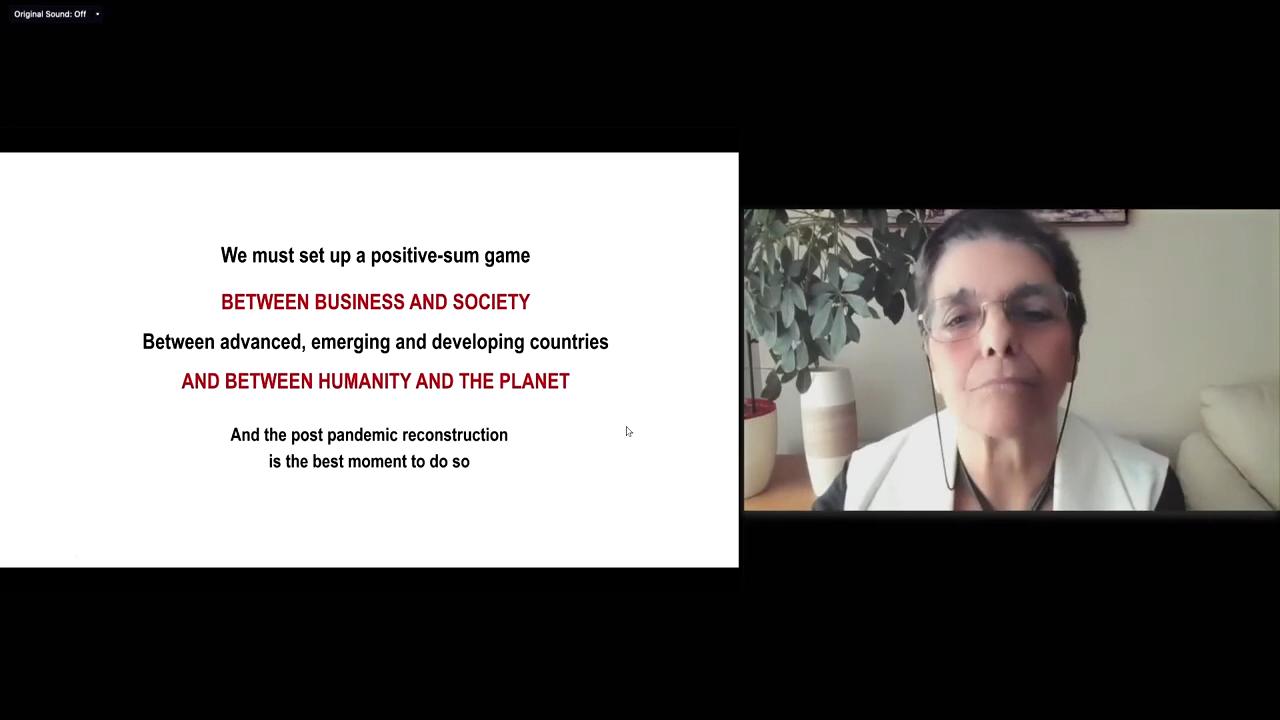 Original Sound: Off
We must set up a positive-sum game
BETWEEN BUSINESS AND SOCIETY
Between advanced, emerging and developing countries
AND BETWEEN HUMANITY AND THE PLANET
And the post pandemic reconstruction
is the best moment to do so